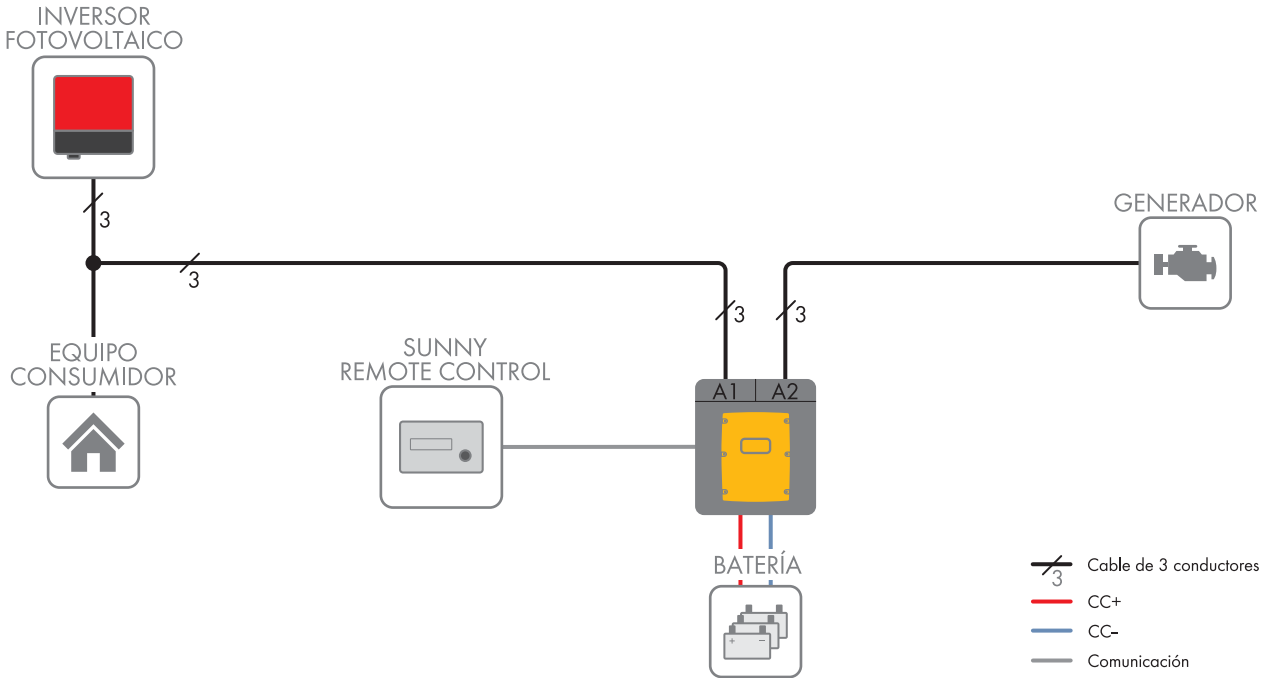 INVERSOR
FOTOVOLTAICO
3
3
GENERADOR
3
3
EQUIPO
CONSUMIDOR
SUNNY
REMOTE CONTROL
A1
A2
BATERÍA
+ −
3
Cable de 3 conductores
CC+
CC−
Comunicación